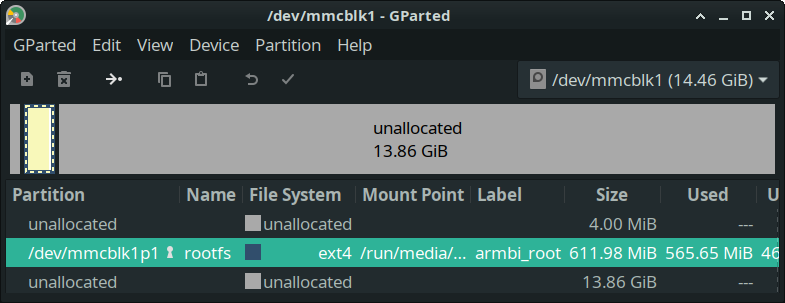 /dev/mmcblk1 - GParted
GParted Edit View Device Partition Help
/dev/mmcblk1 (14.46 GiB)
unallocated
13.86 GiB
Partition Name File System Mount Point Label Size Used U
unallocated unallocated 4.00 MiB ---
/dev/mmcblk1p1 rootfs ext4 /run/media/... armbi_root 611.98 MiB 565.65 MiB 46
unallocated unallocated 13.86 GiB ---